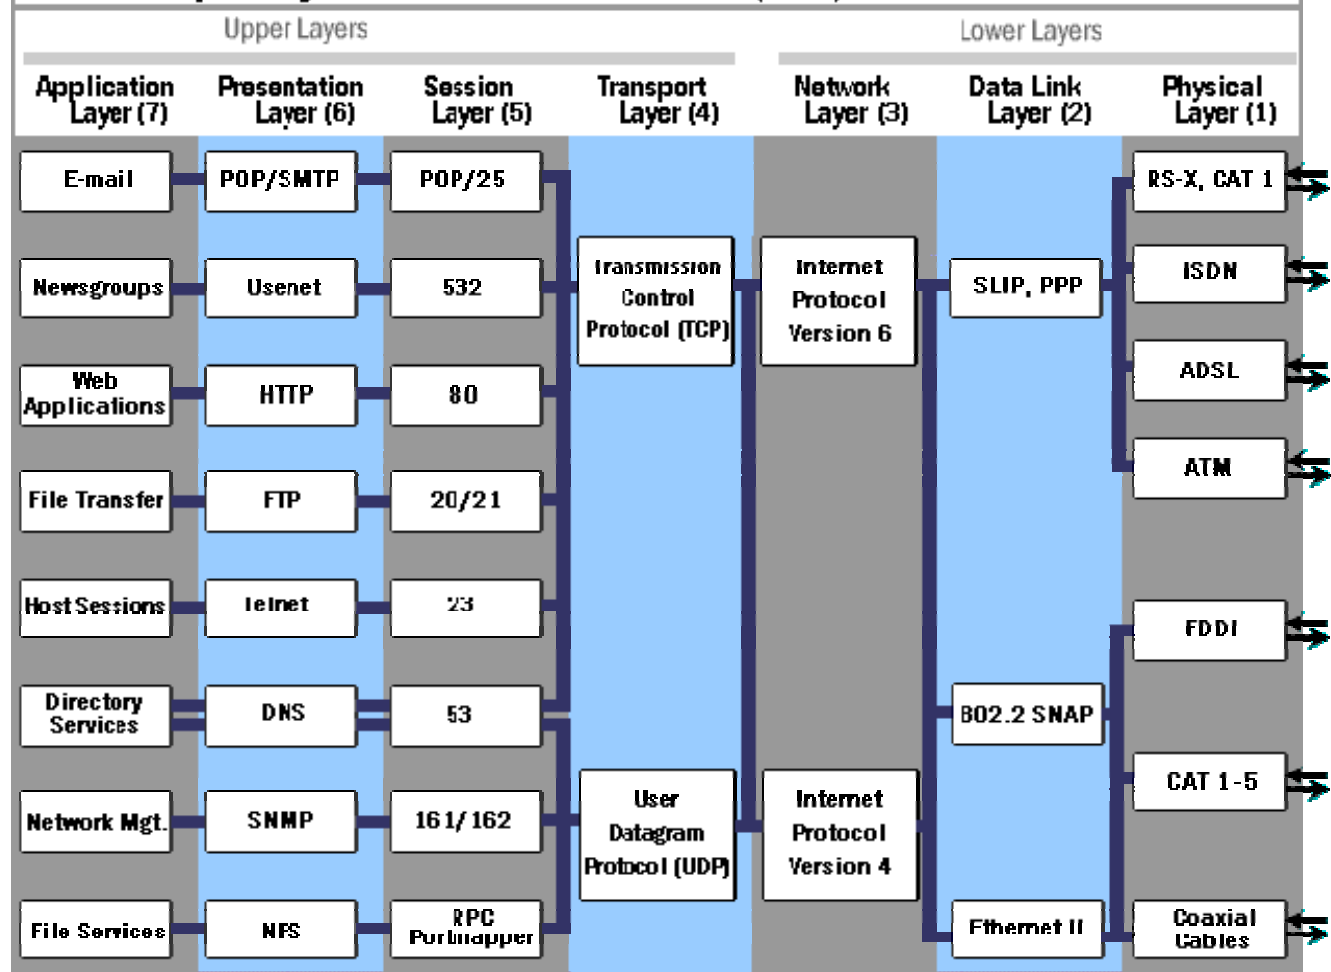 Upper Layers
Lower Layers
Application
Layer (7)
Presentation
Layer (6)
Session
Layer (5)
Transport
Layer (4)
Network
Layer (3)
Data Link
Layer (2)
Physical
Layer (1)
E-mail
POP/SMTP
POP/25
RS-X, CAT 1
Transmission
Control
Protocol (TCP)
Internet
Protocol
Version 6
Newsgroups
Usenet
532
SLIP, PPP
ISDN
Web
Applications
HTTP
80
ADSL
ATM
File Transfer
FTP
20/21
Host Sessions
Telnet
23
FDDI
Directory
Services
DNS
53
802.2 SNAP
User
Datagram
Protocol (UDP)
Internet
Protocol
Version 4
CAT 1-5
Network Mgt.
SNMP
161/162
File Services
NFS
RPC
Portmapper
Ethernet II
Coaxial
Cables